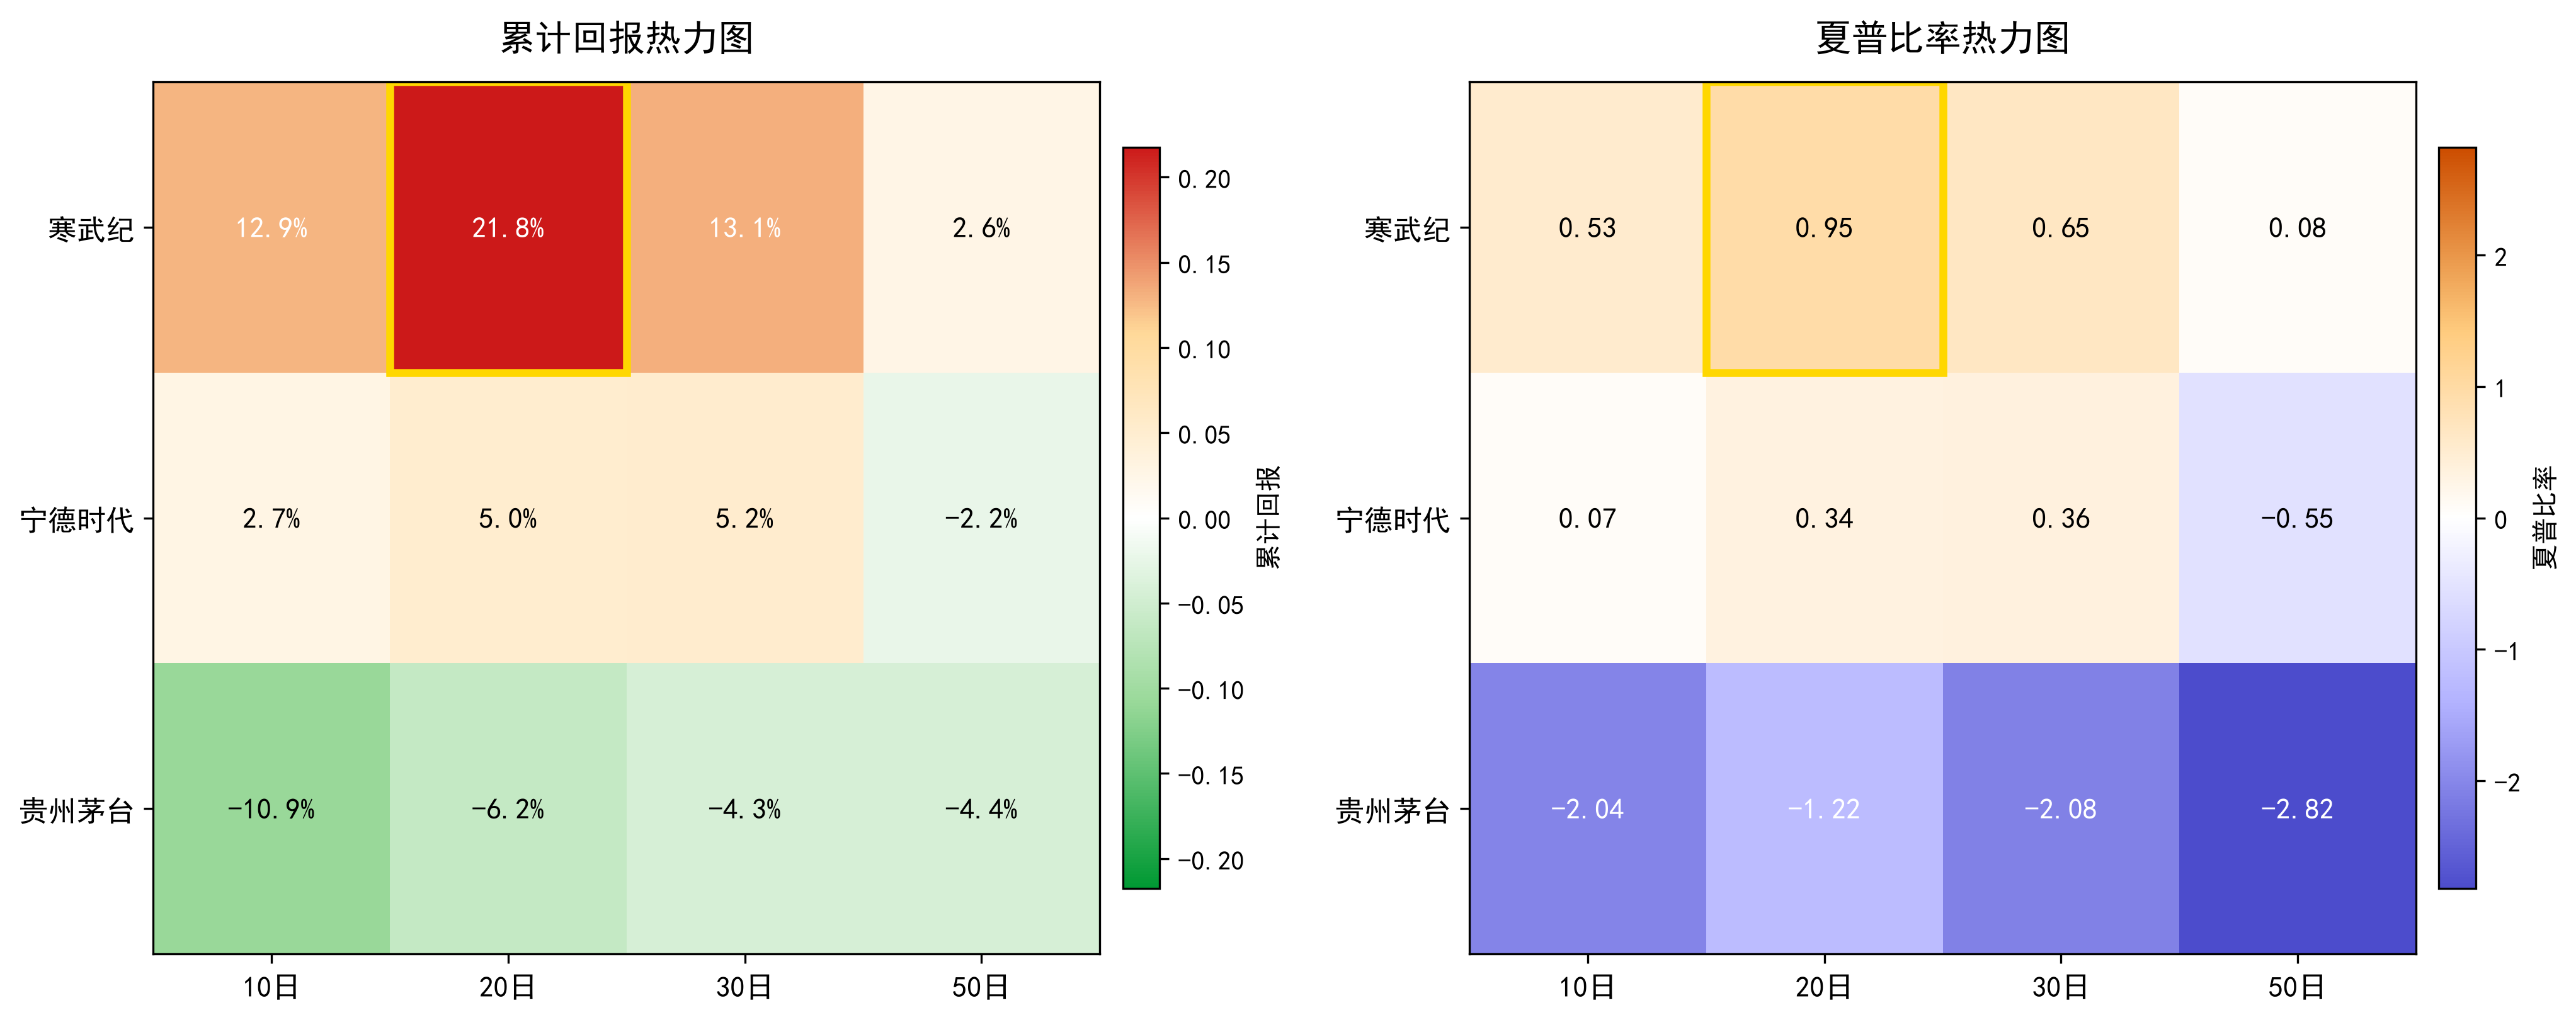 累计回报热力图
寒武纪 12.9% 21.8% 13.1% 2.6%
宁德时代 2.7% 5.0% 5.2% −2.2%
贵州茅台 −10.9% −6.2% −4.3% −4.4%
10日 20日 30日 50日
0.20
0.15
0.10
0.05
0.00
−0.05
−0.10
−0.15
−0.20
累计回报
夏普比率热力图
寒武纪 0.53 0.95 0.65 0.08
宁德时代 0.07 0.34 0.36 −0.55
贵州茅台 −2.04 −1.22 −2.08 −2.82
10日 20日 30日 50日
2
1
0
−1
−2
夏普比率